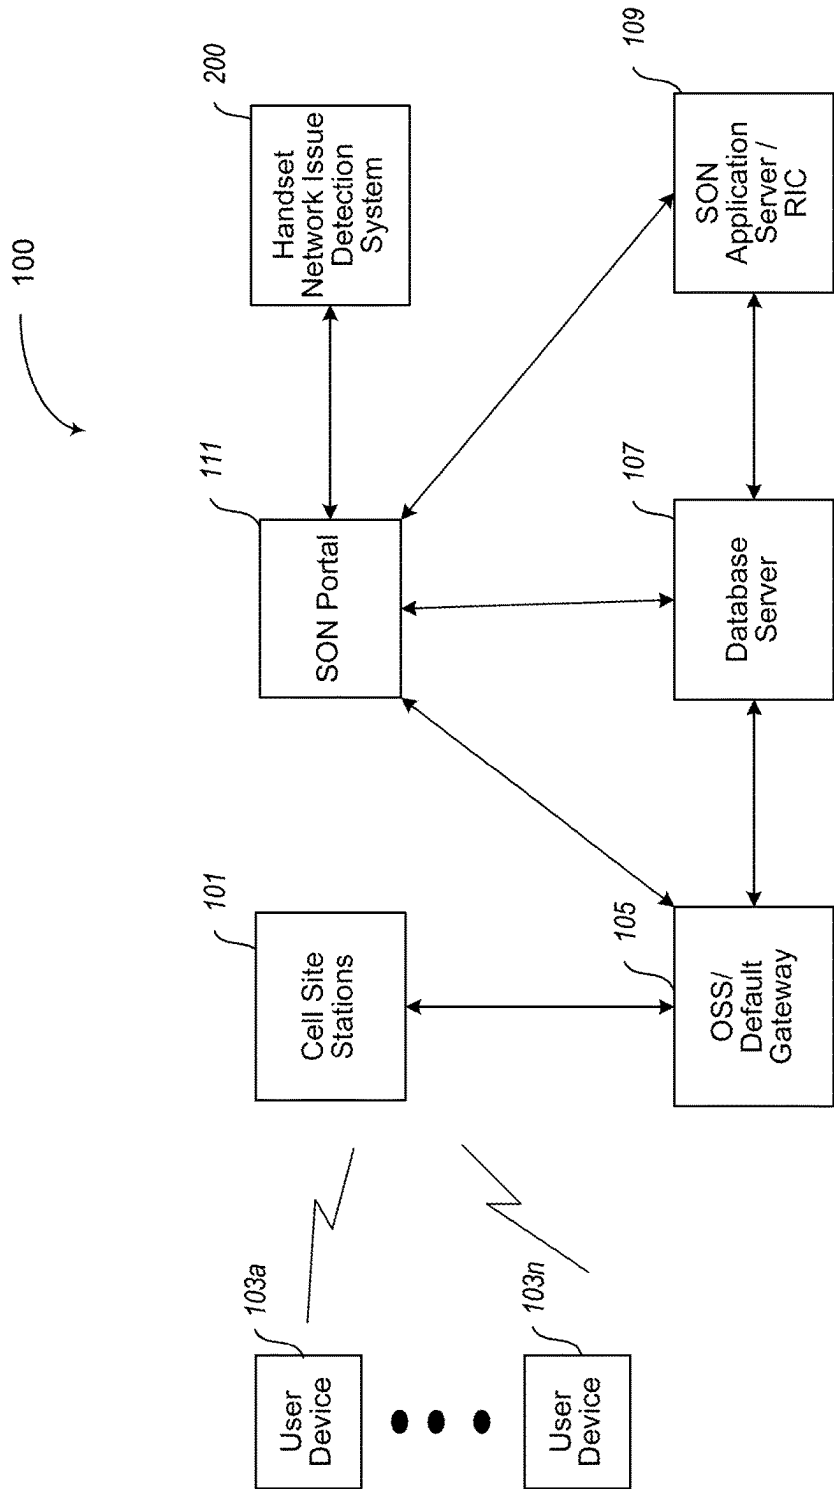 100
103a
User
Device
103n
User
Device
101
Cell Site
Stations
105
OSS/
Default
Gateway
111
SON Portal
107
Database
Server
200
Handset
Network Issue
Detection
System
109
SON
Application
Server /
RIC